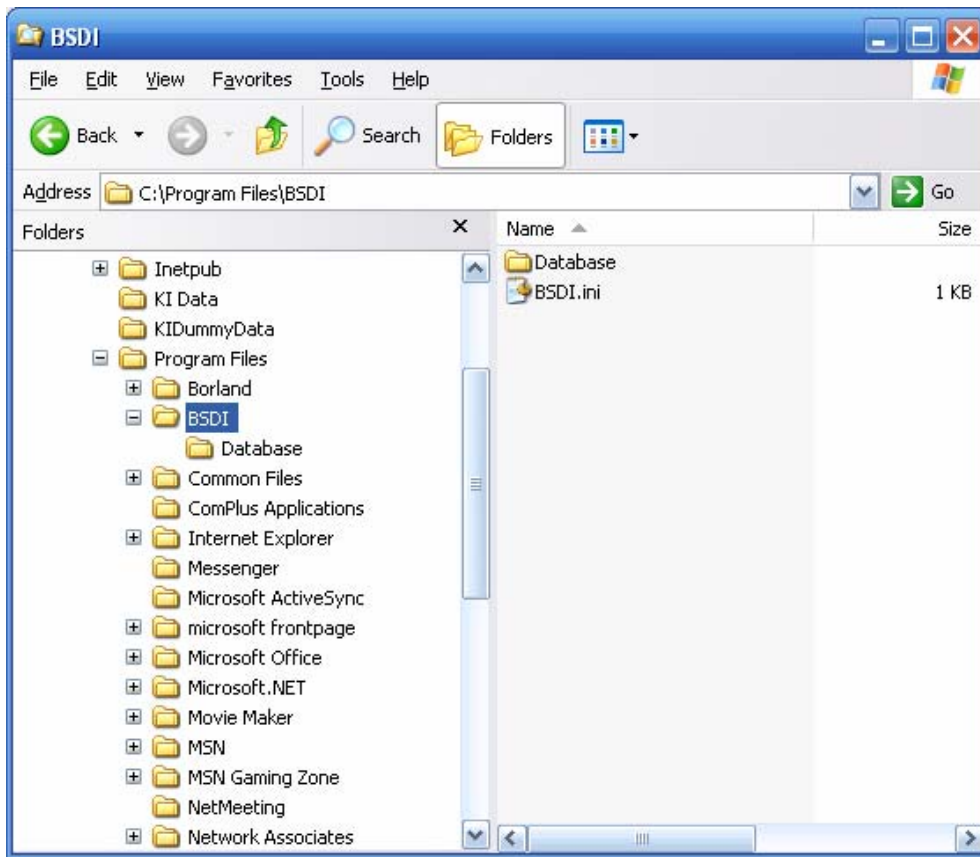 BSDI
File Edit View Favorites Tools Help
Back Search Folders
Address C:\Program Files\BSDI Go
Folders
Name Size
Inetpub
KI Data
KIDummyData
Program Files
Borland
BSDI
Database
Common Files
ComPlus Applications
Internet Explorer
Messenger
Microsoft ActiveSync
microsoft frontpage
Microsoft Office
Microsoft.NET
Movie Maker
MSN
MSN Gaming Zone
NetMeeting
Network Associates
Database
BSDI.ini 1 KB